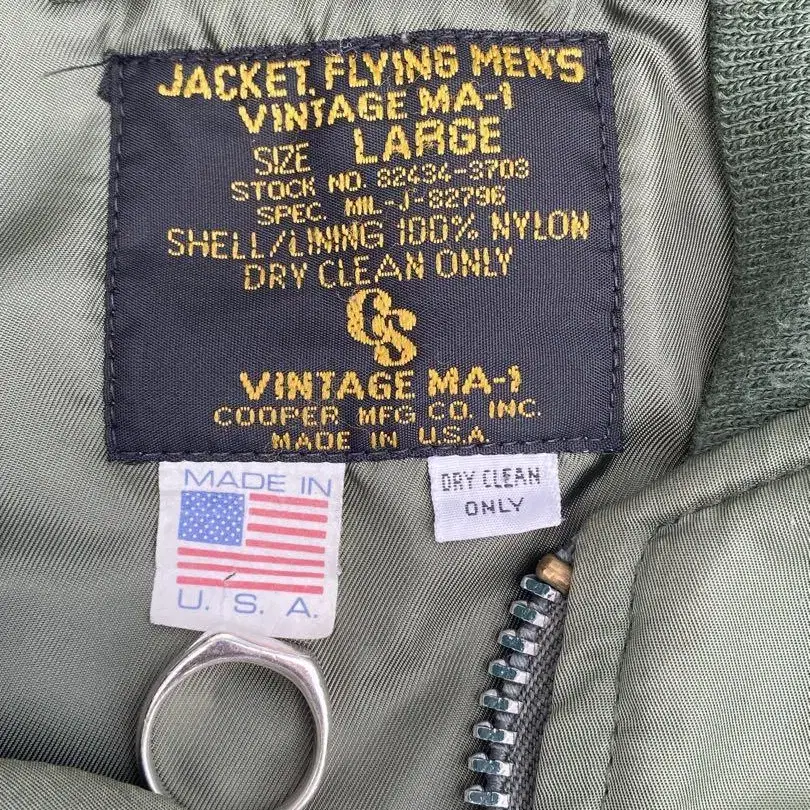 JACKET, FLYING MEN'S
VINTAGE MA-1
SIZE LARGE
STOCK NO. 82434-3703
SPEC. MIL-J-82796
SHELL/LINING 100% NYLON
DRY CLEAN ONLY
CS
VINTAGE MA-1
COOPER MFG CO. INC.
MADE IN U.S.A
MADE IN
U. S. A.
DRY CLEAN
ONLY